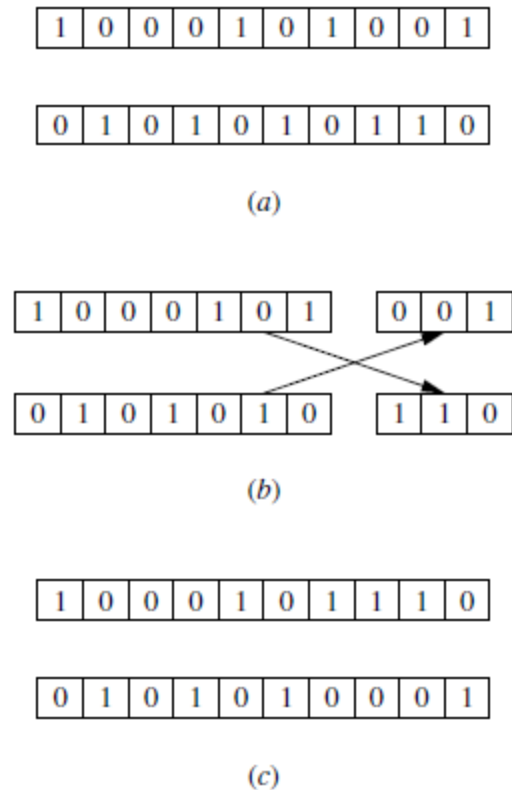 1 0 0 0 1 0 1 0 0 1
0 1 0 1 0 1 0 1 1 0
(a)
1 0 0 0 1 0 1 0 0 1
0 1 0 1 0 1 0 1 1 0
(b)
1 0 0 0 1 0 1 1 1 0
0 1 0 1 0 1 0 0 0 1
(c)